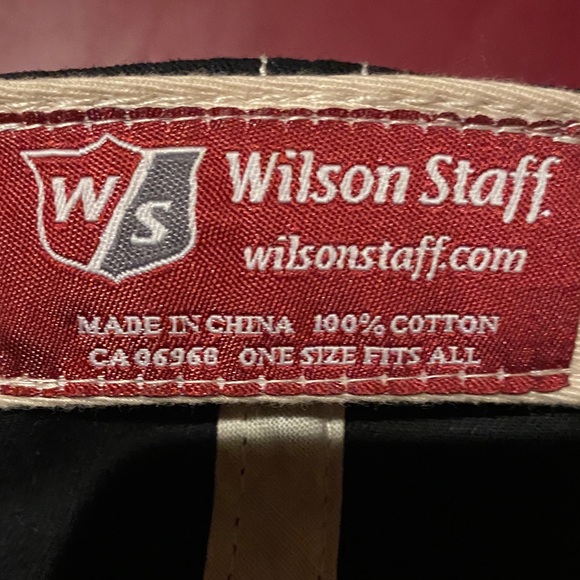 W/S
Wilson Staff.
wilsonstaff.com
MADE IN CHINA 100% COTTON
CA 06968 ONE SIZE FITS ALL